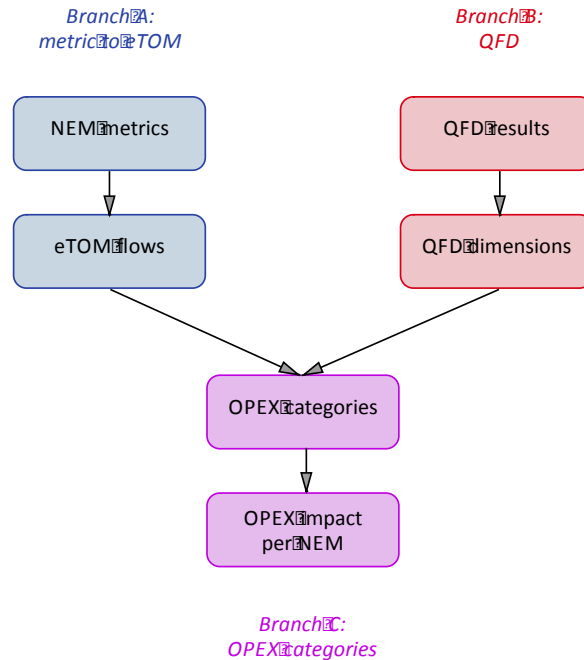 Branch A:
metric to eTOM
Branch B:
QFD
NEM metrics
QFD results
eTOM flows
QFD dimensions
OPEX categories
OPEX impact
per NEM
Branch C:
OPEX categories